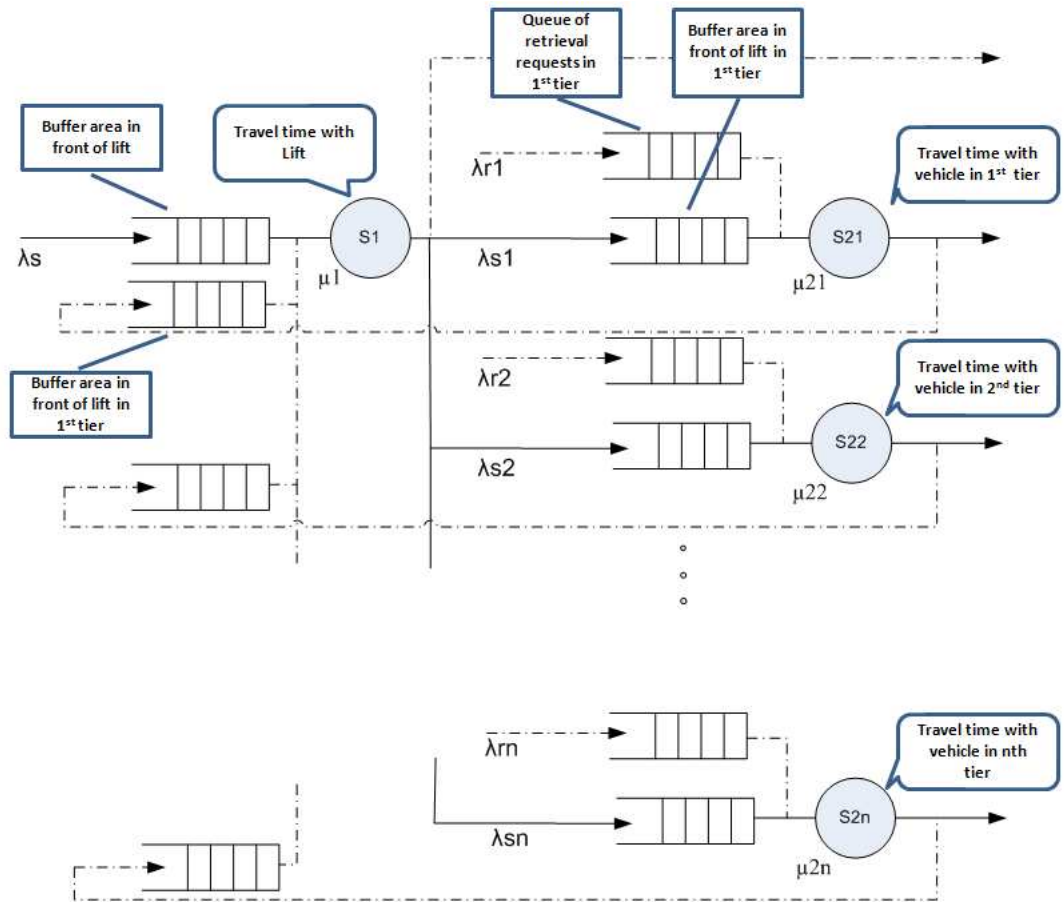 Queue of
retrieval
requests in
1st tier
Buffer area in
front of lift in
1st tier
Buffer area in
front of lift
Travel time with
Lift
Travel time with
vehicle in 1st tier
λr1
S1
S21
λs
λs1
μ1
μ21
Buffer area in
front of lift in
1st tier
λr2
Travel time with
vehicle in 2nd tier
S22
λs2
μ22
λrn
Travel time with
vehicle in nth
tier
S2n
λsn
μ2n